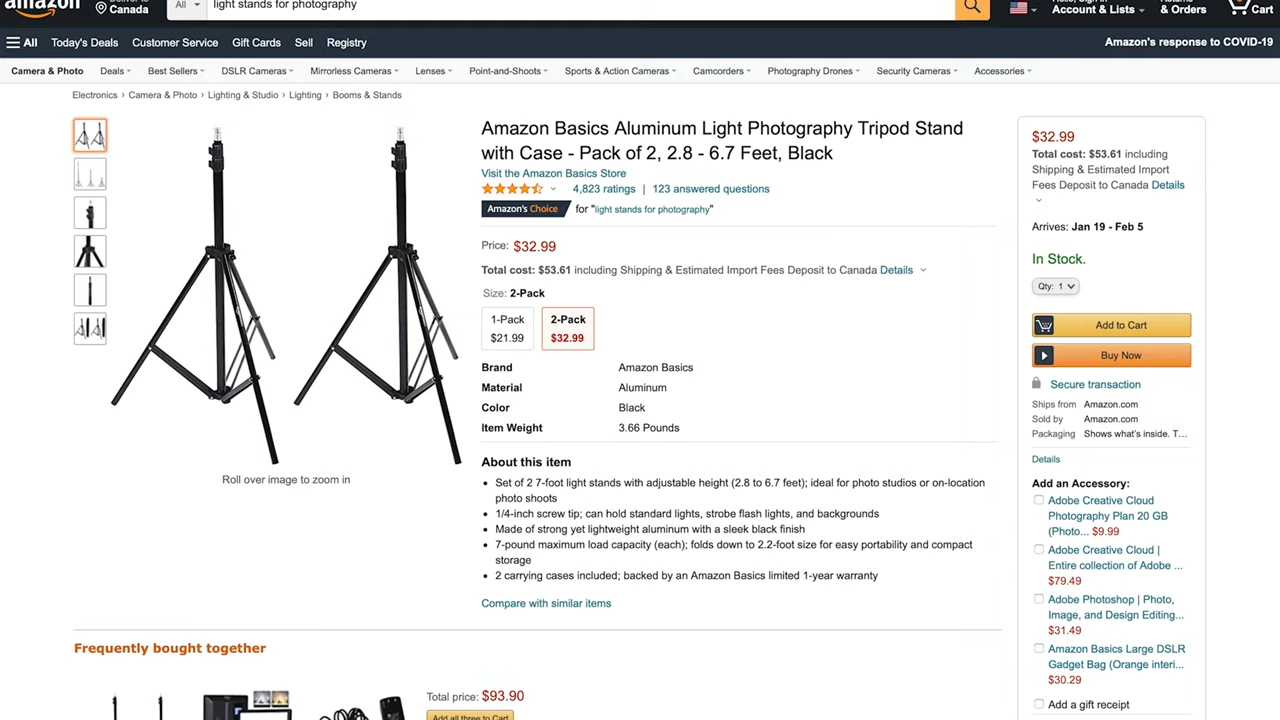 amazon
Deliver to
Canada
All
light stands for photography
Hello, Sign in
Account & Lists
Returns
& Orders
Cart
All
Today's Deals
Customer Service
Gift Cards
Sell
Registry
Amazon's response to COVID-19
Camera & Photo
Deals
Best Sellers
DSLR Cameras
Mirrorless Cameras
Lenses
Point-and-Shoots
Sports & Action Cameras
Camcorders
Photography Drones
Security Cameras
Accessories
Electronics › Camera & Photo › Lighting & Studio › Lighting › Booms & Stands
Roll over image to zoom in
Amazon Basics Aluminum Light Photography Tripod Stand
with Case - Pack of 2, 2.8 - 6.7 Feet, Black
Visit the Amazon Basics Store
4,823 ratings | 123 answered questions
Amazon's Choice for "light stands for photography"
Price: $32.99
Total cost: $53.61 including Shipping & Estimated Import Fees Deposit to Canada Details
Size: 2-Pack
1-Pack
$21.99
2-Pack
$32.99
Brand Amazon Basics
Material Aluminum
Color Black
Item Weight 3.66 Pounds
About this item
• Set of 2 7-foot light stands with adjustable height (2.8 to 6.7 feet); ideal for photo studios or on-location
photo shoots
• 1/4-inch screw tip; can hold standard lights, strobe flash lights, and backgrounds
• Made of strong yet lightweight aluminum with a sleek black finish
• 7-pound maximum load capacity (each); folds down to 2.2-foot size for easy portability and compact
storage
• 2 carrying cases included; backed by an Amazon Basics limited 1-year warranty
Compare with similar items
$32.99
Total cost: $53.61 including
Shipping & Estimated Import
Fees Deposit to Canada Details
Arrives: Jan 19 - Feb 5
In Stock.
Qty: 1
Add to Cart
Buy Now
Secure transaction
Ships from Amazon.com
Sold by Amazon.com
Packaging Shows what's inside. T…
Details
Add an Accessory:
Adobe Creative Cloud
Photography Plan 20 GB
(Photo... $9.99
Adobe Creative Cloud |
Entire collection of Adobe ...
$79.49
Adobe Photoshop | Photo,
Image, and Design Editing...
$31.49
Amazon Basics Large DSLR
Gadget Bag (Orange interi...
$30.29
Add a gift receipt
Frequently bought together
Total price: $93.90
Add all three to Cart